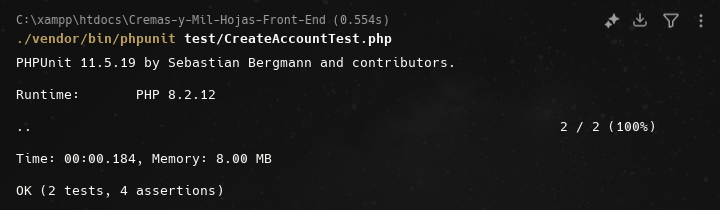 C:\xampp\htdocs\Cremas-y-Mil-Hojas-Front-End (0.554s)
./vendor/bin/phpunit test/CreateAccountTest.php
PHPUnit 11.5.19 by Sebastian Bergmann and contributors.
Runtime:       PHP 8.2.12
..                                                                  2 / 2 (100%)
Time: 00:00.184, Memory: 8.00 MB
OK (2 tests, 4 assertions)